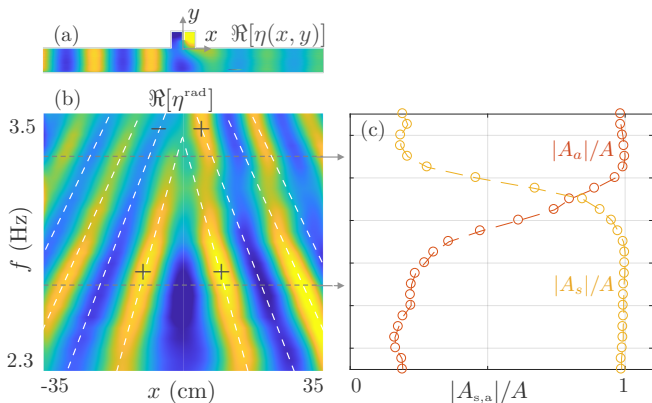 y
(a) x ℜ[η(x, y)]
(b) ℜ[η^rad] (c)
3.5 − +
|A_a|/A
f (Hz)
+ +
|A_s|/A
2.3
-35 x (cm) 35 0 |A_s,a|/A 1